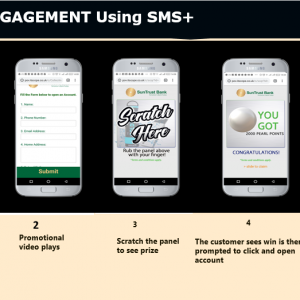 GAGEMENT Using SMS+
SunTrust Bank
Fill the form below to open an Account
1. Name
2. Phone Number
3. Email Address
4. Home Address
Submit
SunTrust Bank
Scratch
Here
Rub the panel above
with your finger!
SunTrust Bank
YOU
GOT
2000 PEARL POINTS
CONGRATULATIONS!
2
Promotional
video plays
3
Scratch the panel
to see prize
4
The customer sees win is then
prompted to click and open
account